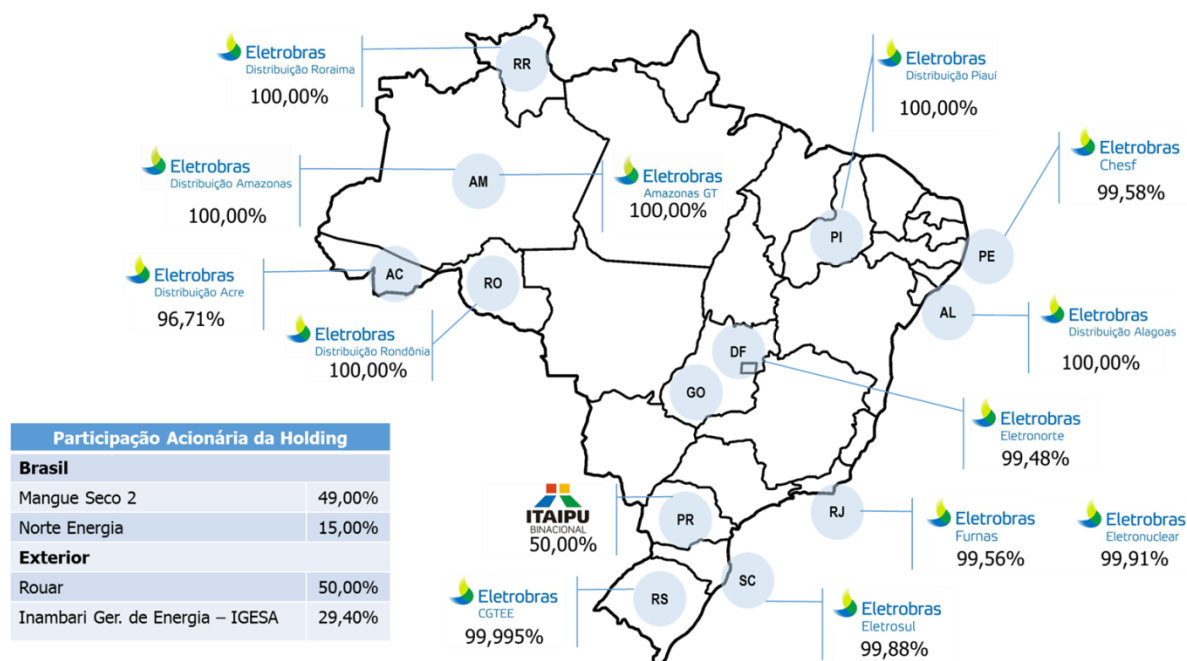 Eletrobras
Distribuição Roraima
100,00%
RR
Eletrobras
Distribuição Piauí
100,00%
Eletrobras
Chesf
99,58%
Eletrobras
Distribuição Amazonas
100,00%
AM
Eletrobras
Amazonas GT
100,00%
PI
PE
Eletrobras
Distribuição Acre
96,71%
AC
RO
Eletrobras
Distribuição Rondônia
100,00%
AL
Eletrobras
Distribuição Alagoas
100,00%
DF
GO
Eletrobras
Eletronorte
99,48%
Participação Acionária da Holding
Brasil
Mangue Seco 2 49,00%
Norte Energia 15,00%
Exterior
Rouar 50,00%
Inambari Ger. de Energia – IGESA 29,40%
ITAIPU
BINACIONAL
50,00%
PR
RJ
Eletrobras
Furnas
99,56%
Eletrobras
Eletronuclear
99,91%
Eletrobras
CGTEE
99,995%
RS
SC
Eletrobras
Eletrosul
99,88%